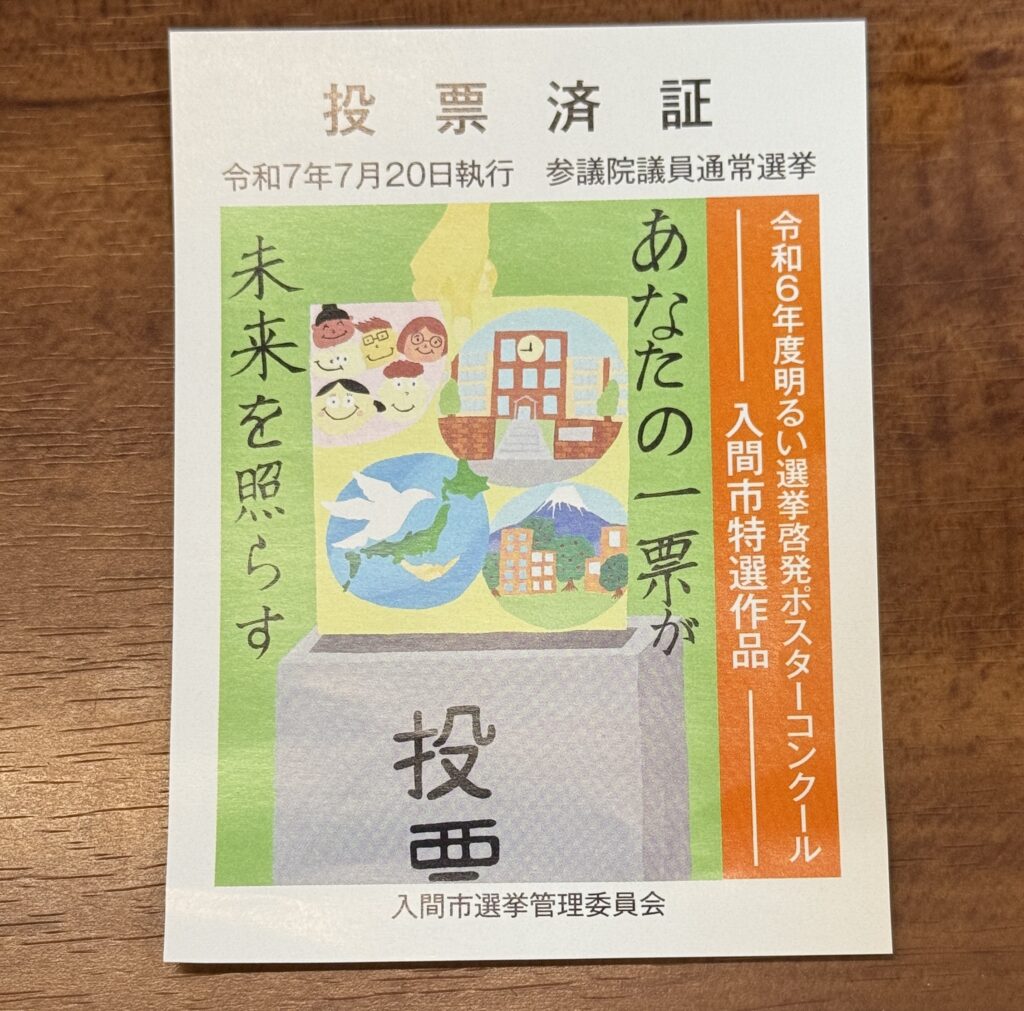 投票済証
令和7年7月20日執行　参議院議員通常選挙
令和6年度明るい選挙啓発ポスターコンクール
入間市特選作品
あなたの一票が
未来を照らす
投票
入間市選挙管理委員会